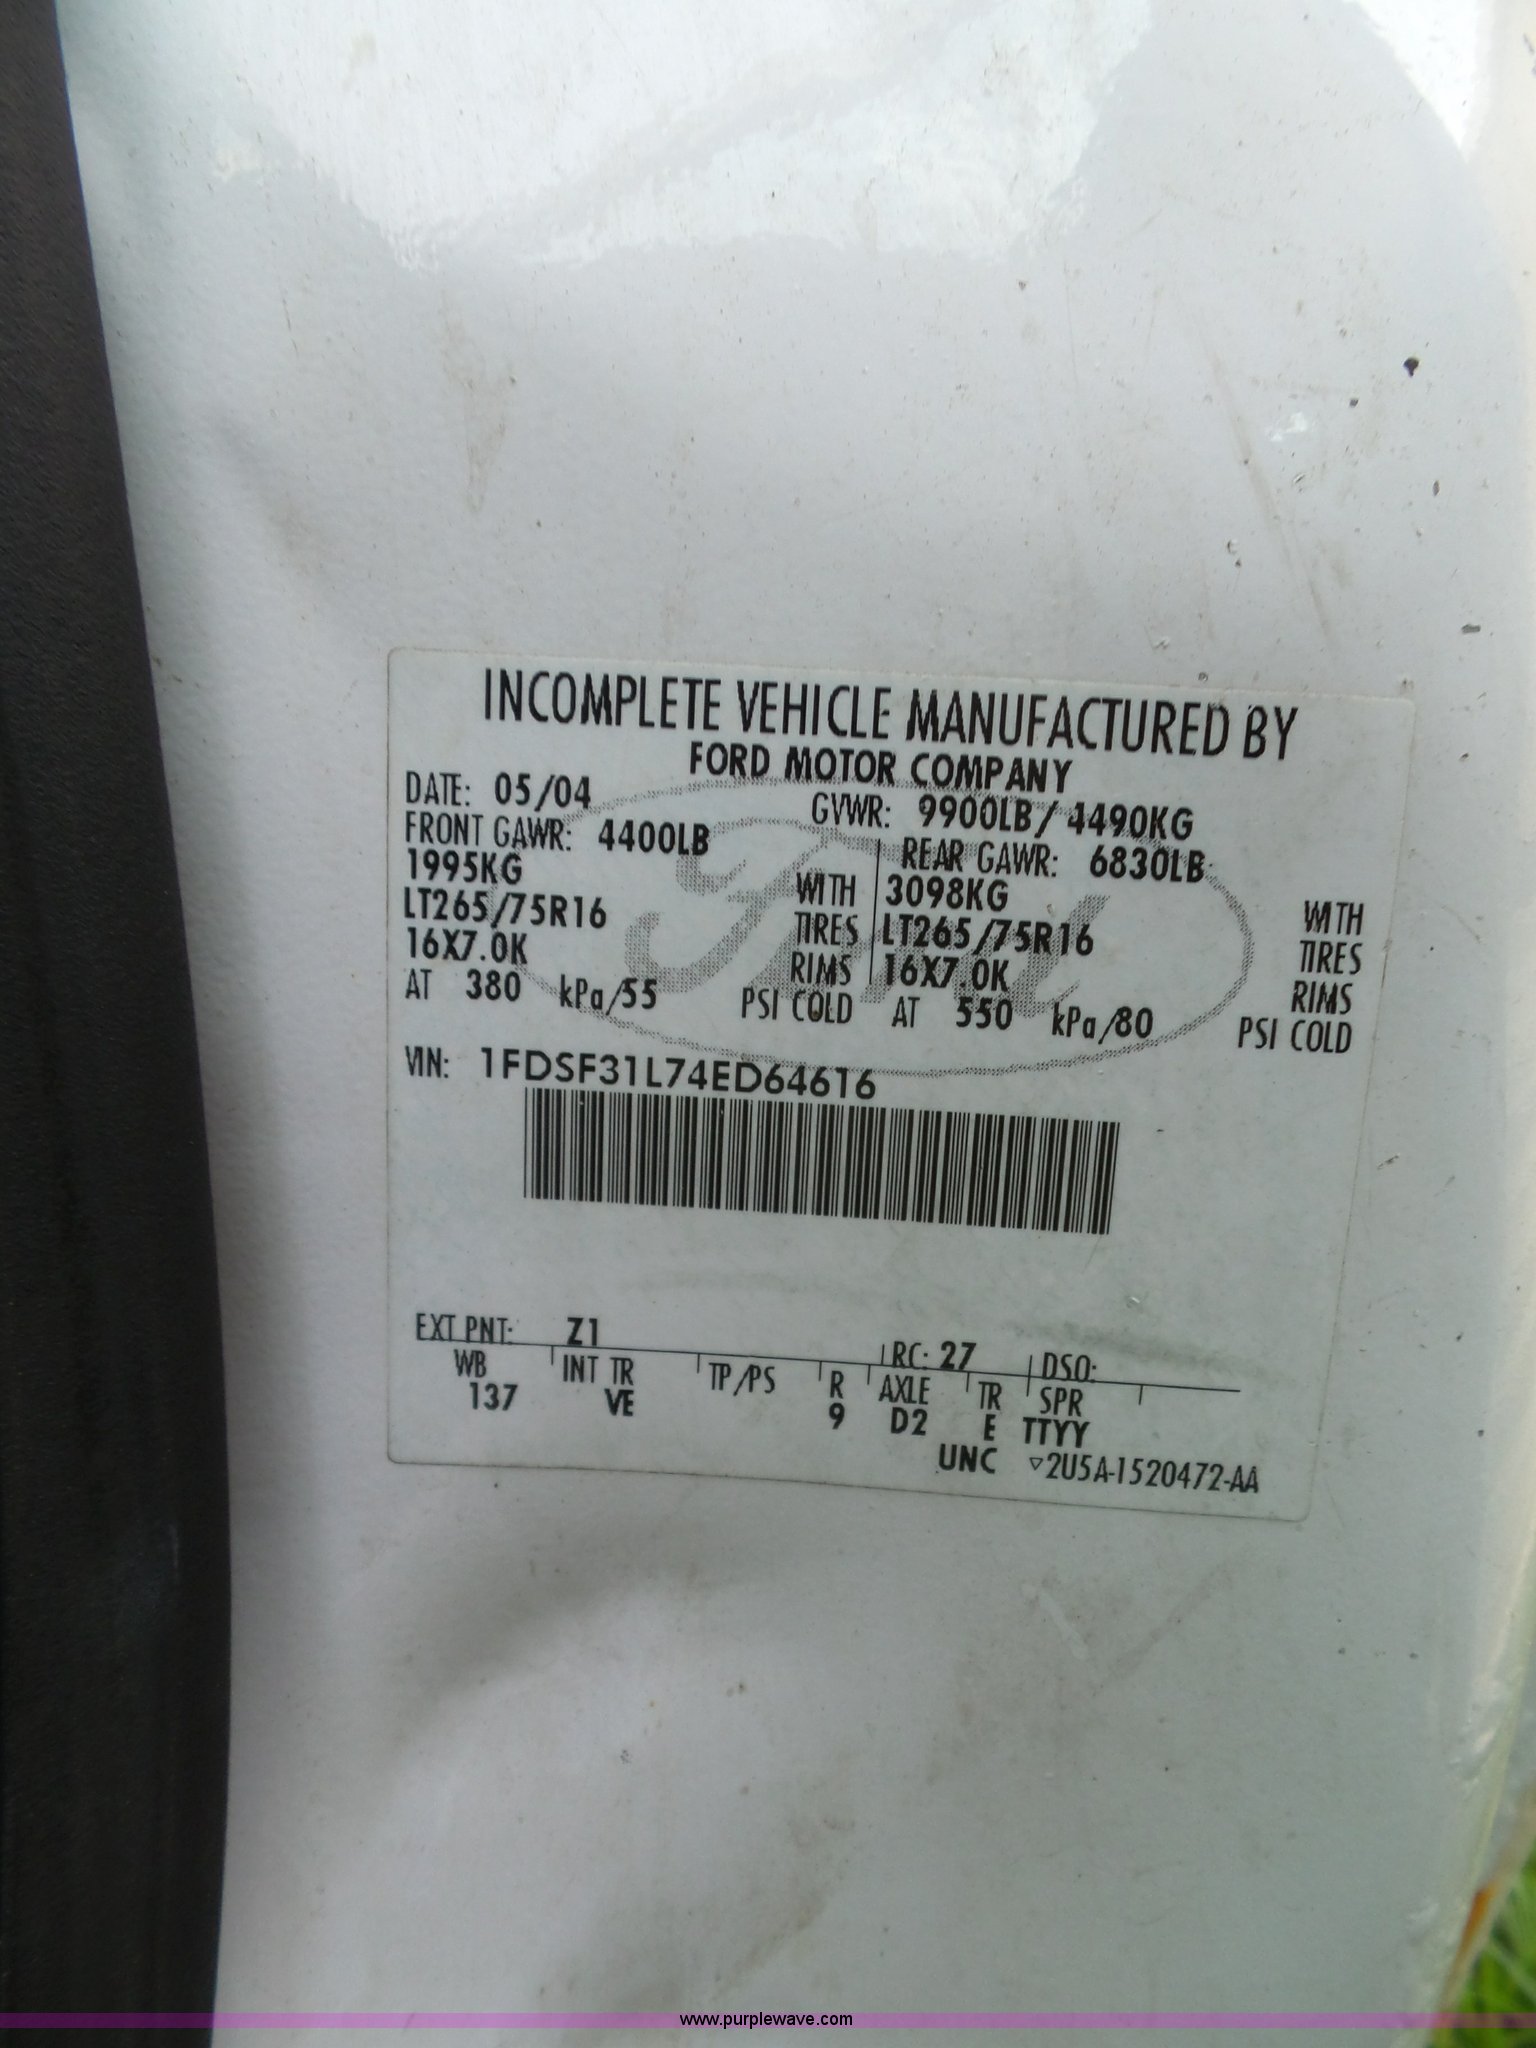 INCOMPLETE VEHICLE MANUFACTURED BY
FORD MOTOR COMPANY
DATE: 05/04 GVWR: 9900LB/ 4490KG
FRONT GAWR: 4400LB REAR GAWR: 6830LB
1995KG WITH 3098KG WITH
LT265/75R16 TIRES LT265/75R16 TIRES
16X7.0K RIMS 16X7.0K RIMS
AT 380 kPa/55 PSI COLD AT 550 kPa/80 PSI COLD
VIN: 1FDSF31L74ED64616
EXT PNT: Z1 RC: 27 DSO:
WB INT TR TP/PS R AXLE TR SPR
137 VE 9 D2 E TTYY
UNC ▽2U5A-1520472-AA
Ford
www.purplewave.com